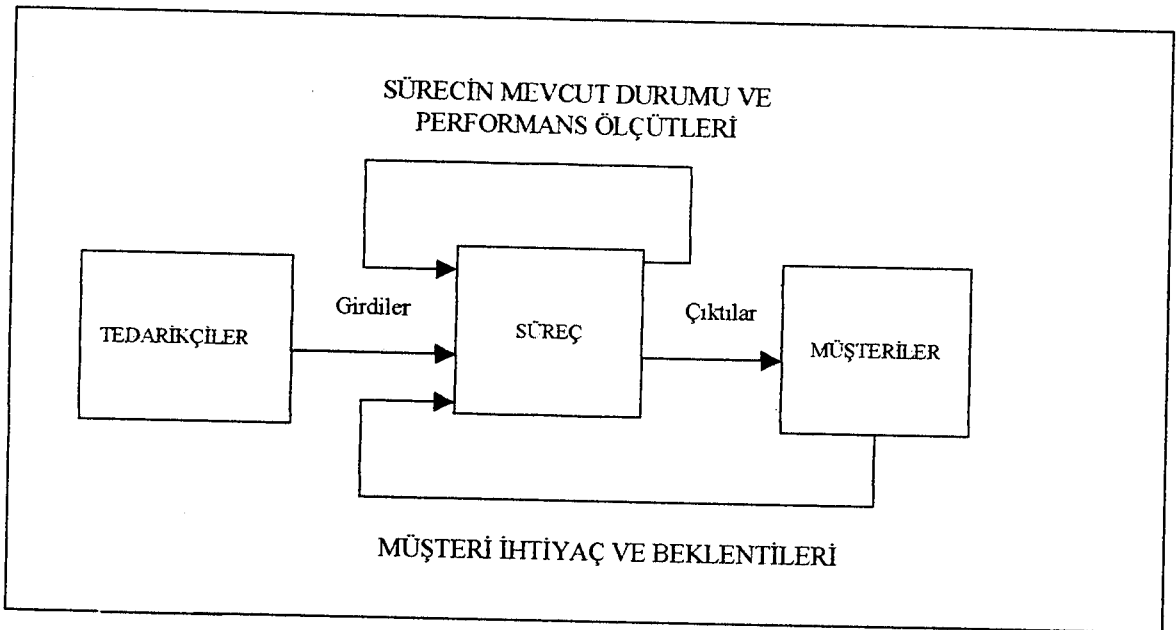 SÜRECİN MEVCUT DURUMU VE
PERFORMANS ÖLÇÜTLERİ
TEDARİKÇİLER
Girdiler
SÜREÇ
Çıktılar
MÜŞTERİLER
MÜŞTERİ İHTİYAÇ VE BEKLENTİLERİ